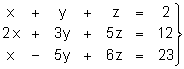 x + y + z = 2
2x + 3y + 5z = 12
x - 5y + 6z = 23